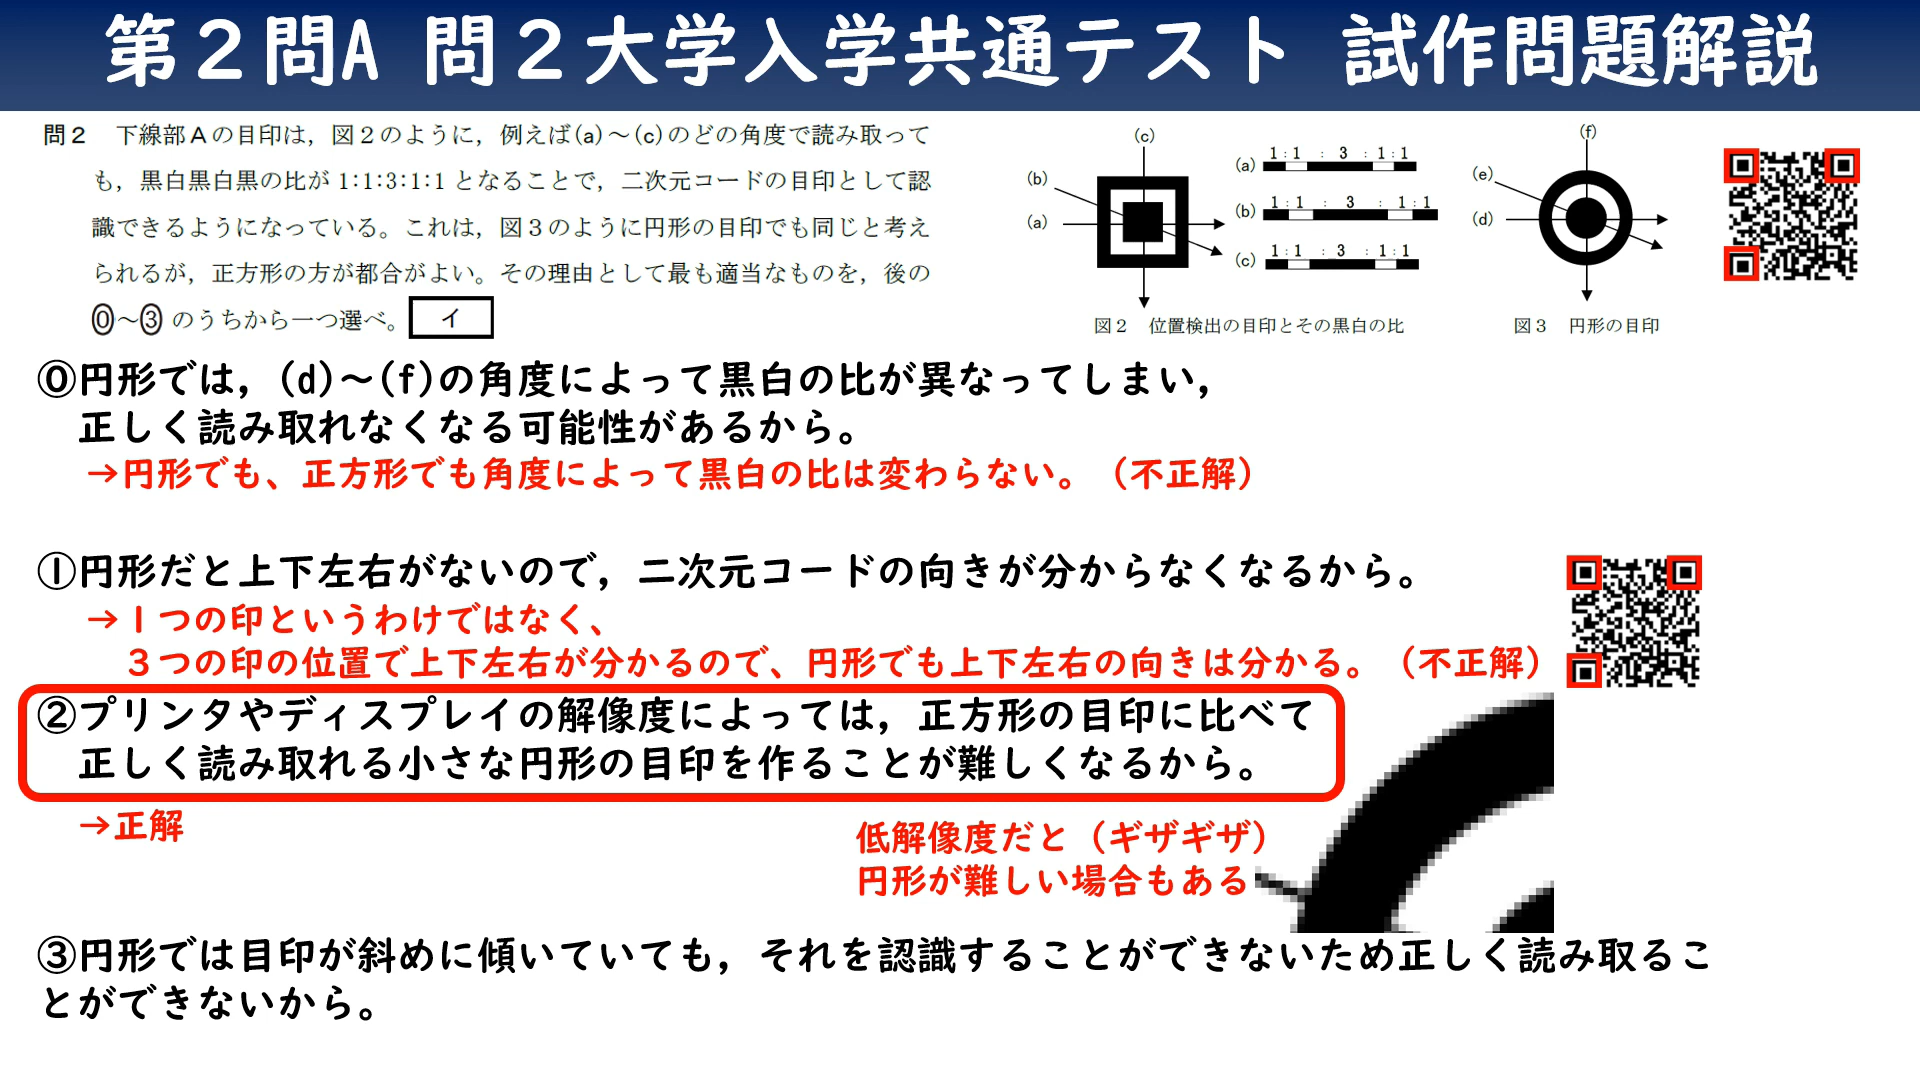 第２問A 問２大学入学共通テスト 試作問題解説
問２　下線部Ａの目印は，図２のように，例えば(a)～(c)のどの角度で読み取って
も，黒白黒白黒の比が 1:1:3:1:1 となることで，二次元コードの目印として認
識できるようになっている。これは，図３のように円形の目印でも同じと考え
られるが，正方形の方が都合がよい。その理由として最も適当なものを，後の
⓪～③ のうちから一つ選べ。 イ
(c)
(b)
(a)
(a) 1 : 1 : 3 : 1 : 1
(b) 1 : 1 : 3 : 1 : 1
(c) 1 : 1 : 3 : 1 : 1
図２　位置検出の目印とその黒白の比
(f)
(e)
(d)
図３　円形の目印
⓪円形では，(d)～(f)の角度によって黒白の比が異なってしまい，
正しく読み取れなくなる可能性があるから。
→円形でも、正方形でも角度によって黒白の比は変わらない。（不正解）
①円形だと上下左右がないので，二次元コードの向きが分からなくなるから。
→１つの印というわけではなく、
３つの印の位置で上下左右が分かるので、円形でも上下左右の向きは分かる。（不正解）
②プリンタやディスプレイの解像度によっては，正方形の目印に比べて
正しく読み取れる小さな円形の目印を作ることが難しくなるから。
→正解
低解像度だと（ギザギザ）
円形が難しい場合もある
③円形では目印が斜めに傾いていても，それを認識することができないため正しく読み取るこ
とができないから。